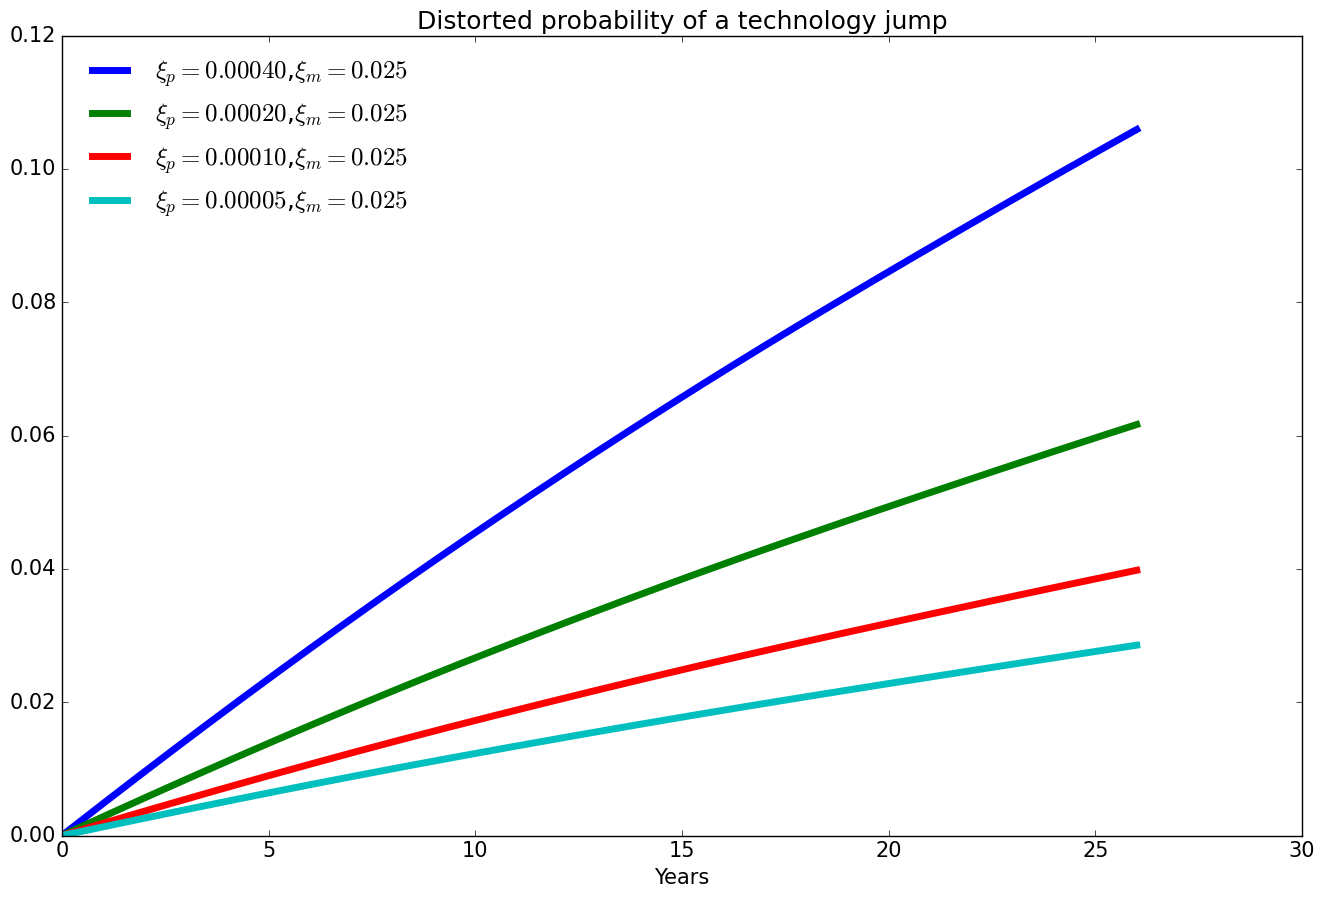 Distorted probability of a technology jump
0.12
0.10
0.08
0.06
0.04
0.02
0.00
ξₚ = 0.00040,ξₘ = 0.025
ξₚ = 0.00020,ξₘ = 0.025
ξₚ = 0.00010,ξₘ = 0.025
ξₚ = 0.00005,ξₘ = 0.025
0 5 10 15 20 25 30
Years